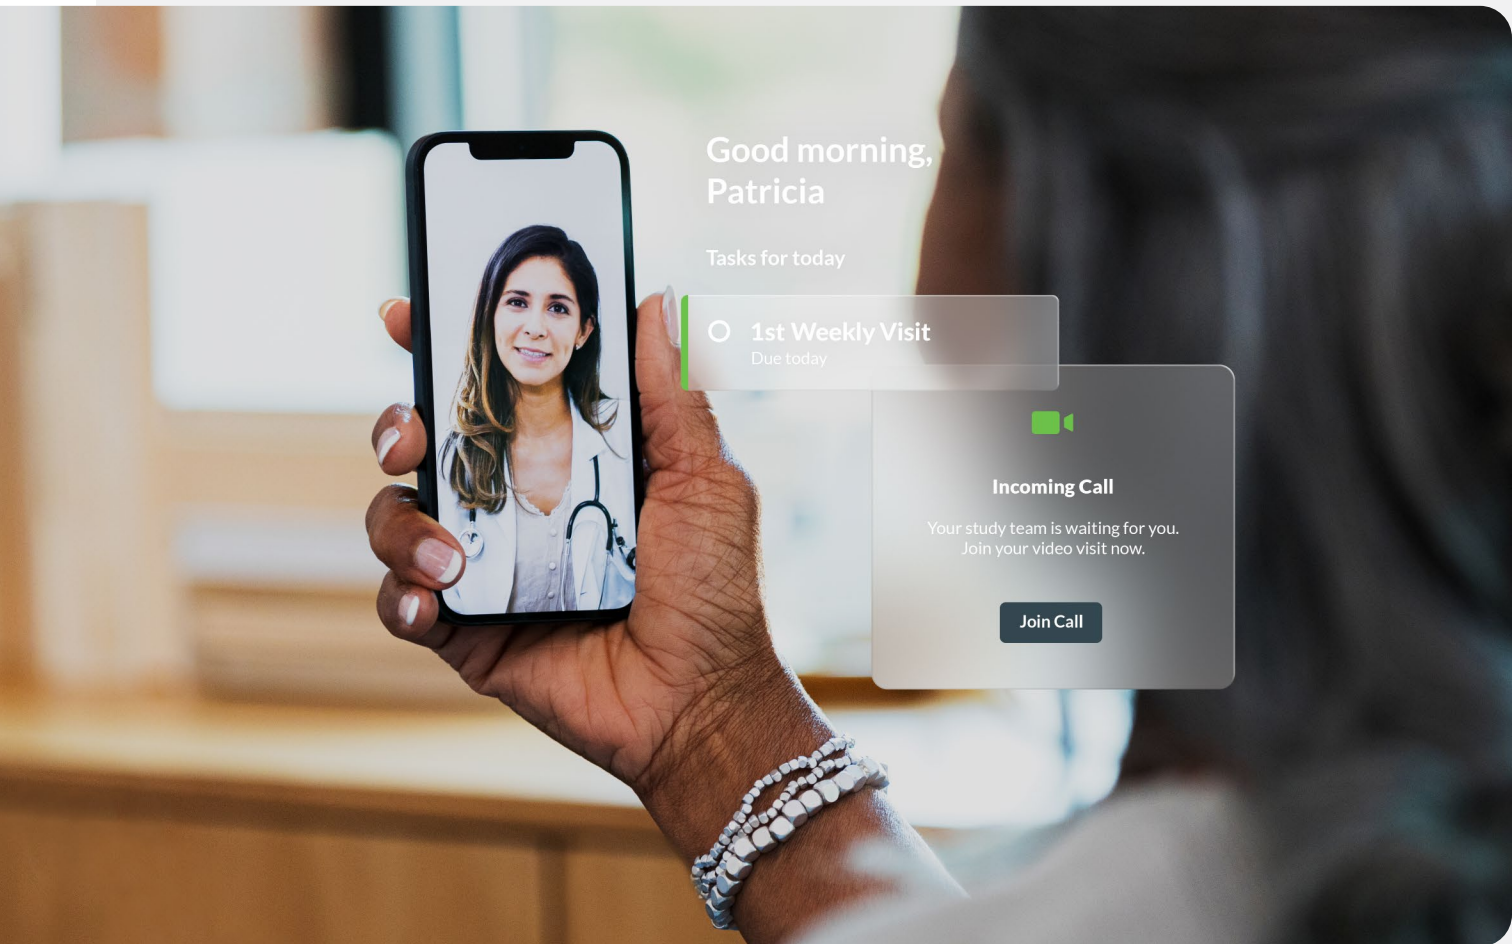 Good morning,
Patricia
Tasks for today
1st Weekly Visit
Due today
Incoming Call
Your study team is waiting for you.
Join your video visit now.
Join Call